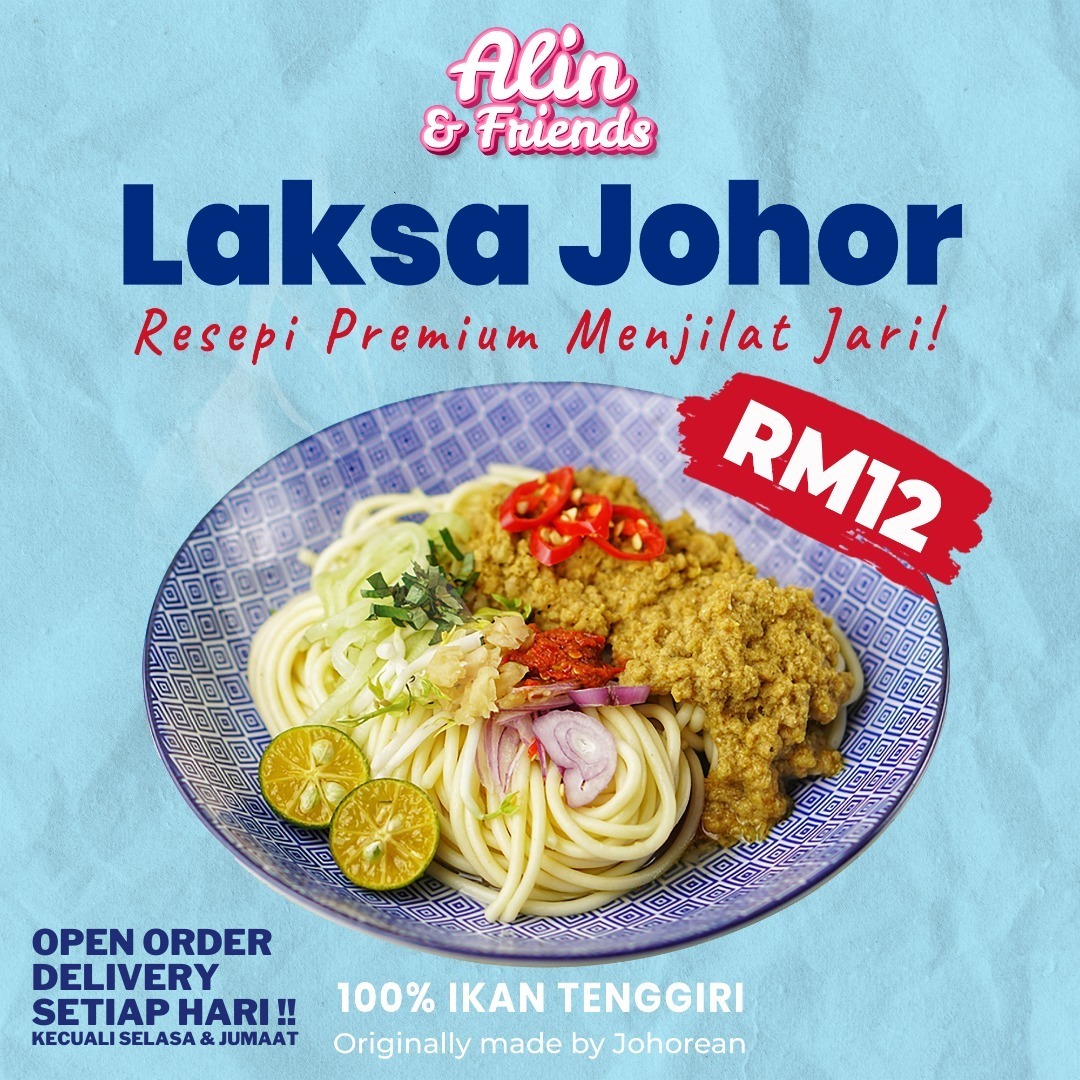 Alin
& Friends
Laksa Johor
Resepi Premium Menjilat Jari!
RM12
OPEN ORDER
DELIVERY
SETIAP HARI !!
KECUALI SELASA & JUMAAT
100% IKAN TENGGIRI
Originally made by Johorean